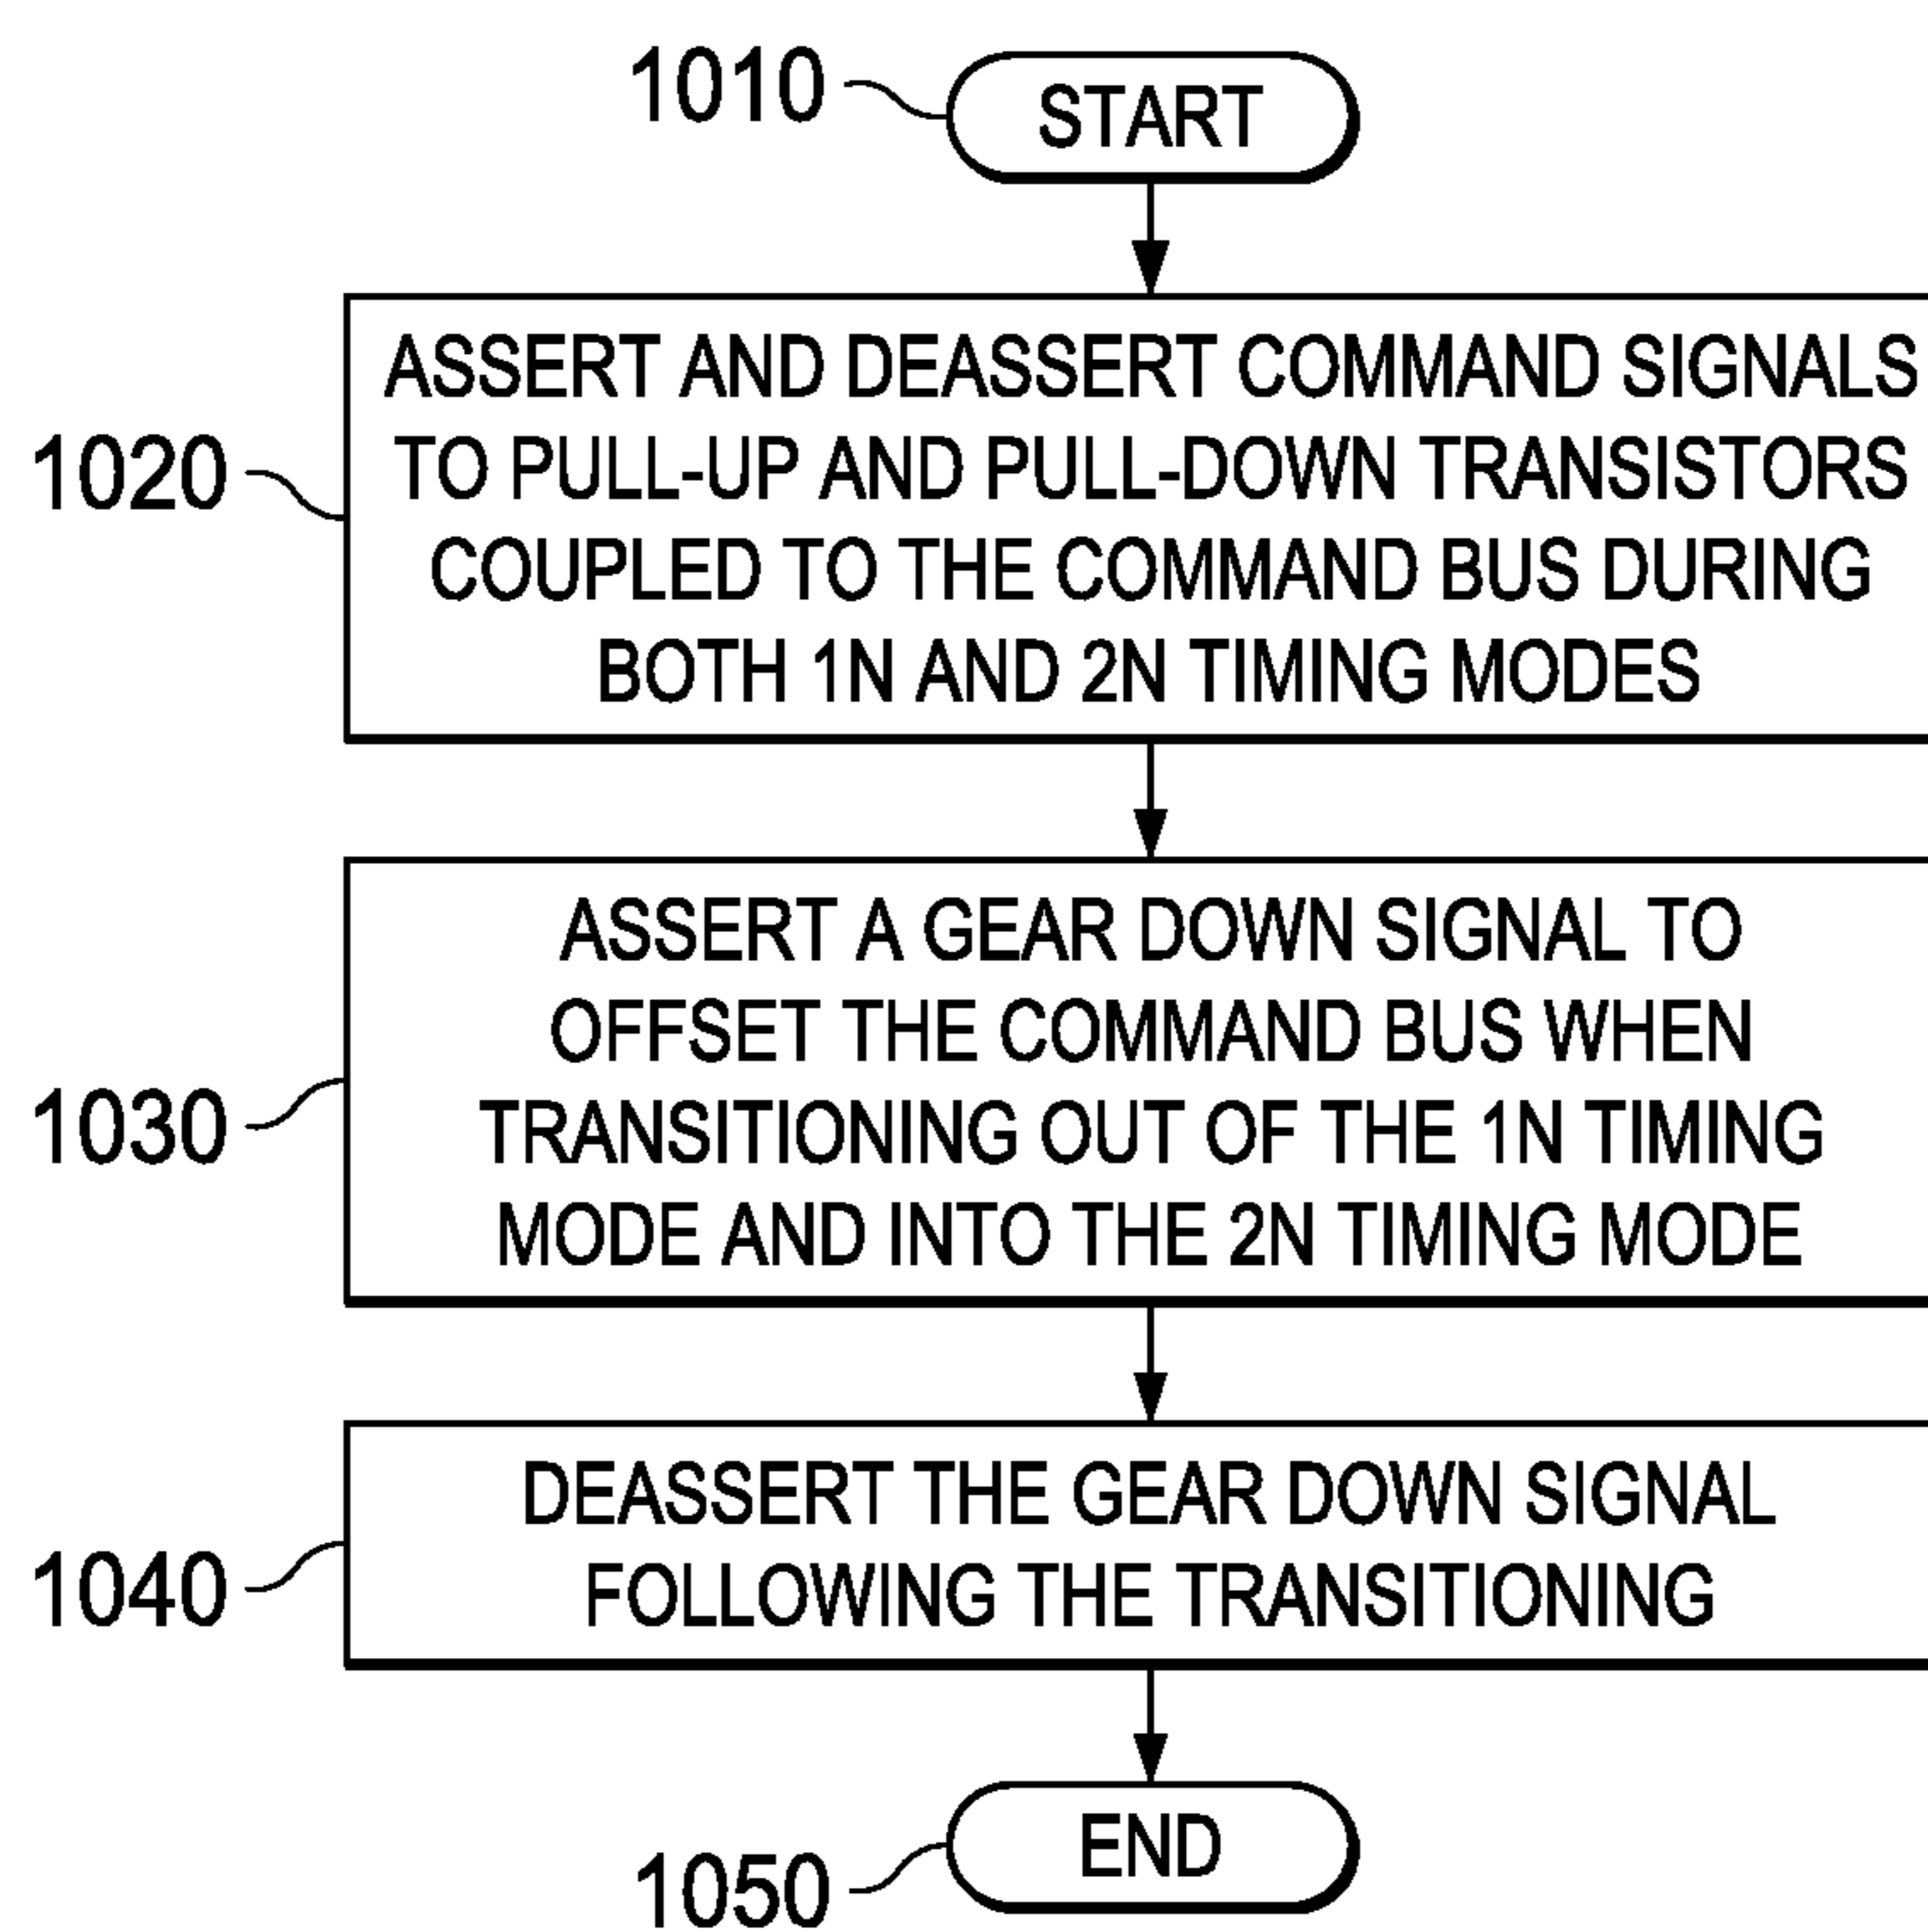 1010
START
1020
ASSERT AND DEASSERT COMMAND SIGNALS
TO PULL-UP AND PULL-DOWN TRANSISTORS
COUPLED TO THE COMMAND BUS DURING
BOTH 1N AND 2N TIMING MODES
1030
ASSERT A GEAR DOWN SIGNAL TO
OFFSET THE COMMAND BUS WHEN
TRANSITIONING OUT OF THE 1N TIMING
MODE AND INTO THE 2N TIMING MODE
1040
DEASSERT THE GEAR DOWN SIGNAL
FOLLOWING THE TRANSITIONING
1050
END